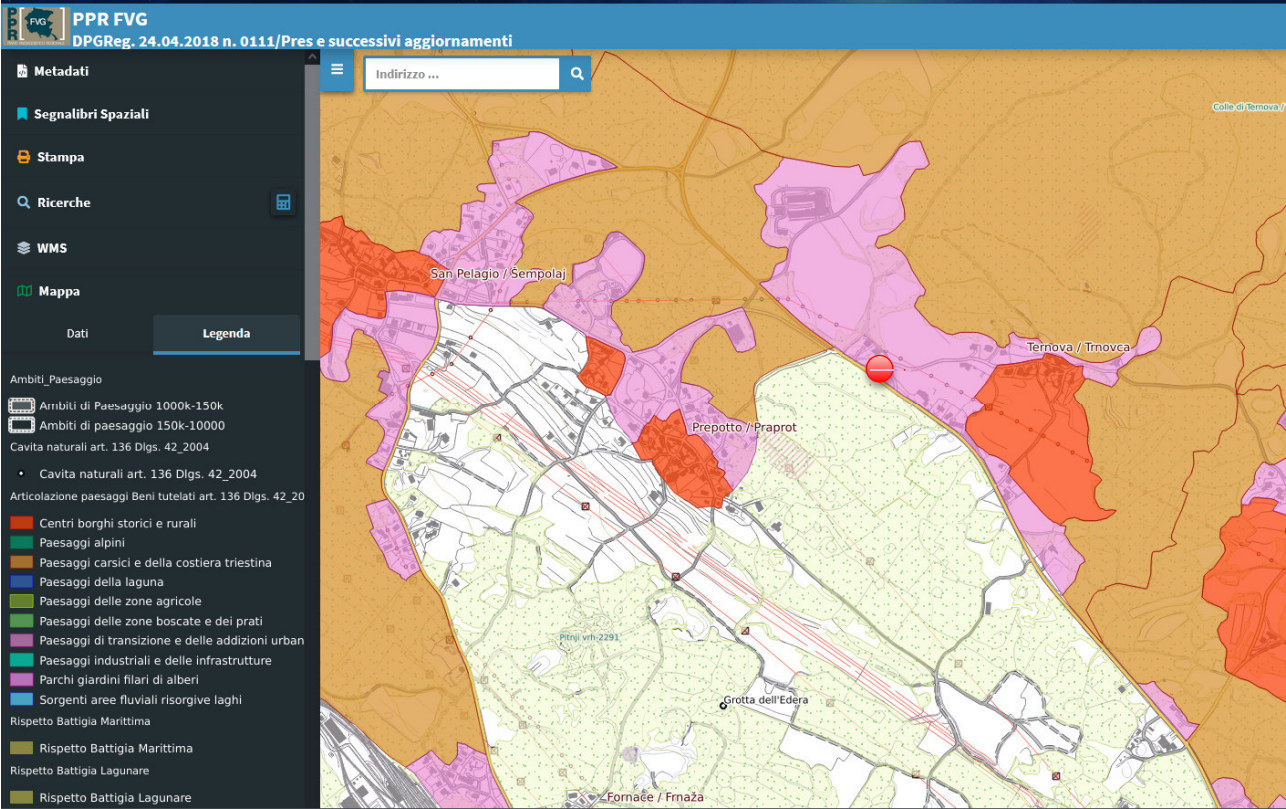 PPR
FVG
PPR FVG
DPGReg. 24.04.2018 n. 0111/Pres e successivi aggiornamenti
Metadati
Segnalibri Spaziali
Stampa
Ricerche
WMS
Mappa
Dati
Legenda
Ambiti_Paesaggio
Ambiti di Paesaggio 1000k-150k
Ambiti di paesaggio 150k-10000
Cavita naturali art. 136 Dlgs. 42_2004
Cavita naturali art. 136 Dlgs. 42_2004
Articolazione paesaggi Beni tutelati art. 136 Dlgs. 42_20
Centri borghi storici e rurali
Paesaggi alpini
Paesaggi carsici e della costiera triestina
Paesaggi della laguna
Paesaggi delle zone agricole
Paesaggi delle zone boscate e dei prati
Paesaggi di transizione e delle addizioni urban
Paesaggi industriali e delle infrastrutture
Parchi giardini filari di alberi
Sorgenti aree fluviali risorgive laghi
Rispetto Battigia Marittima
Rispetto Battigia Marittima
Rispetto Battigia Lagunare
Rispetto Battigia Lagunare
Indirizzo ...
Colle di Ternova /
San Pelagio / Šempolaj
Ternova / Trnovca
Prepotto / Praprot
Pitnji vrh-2291
Grotta dell'Edera
Fornace / Frnaža